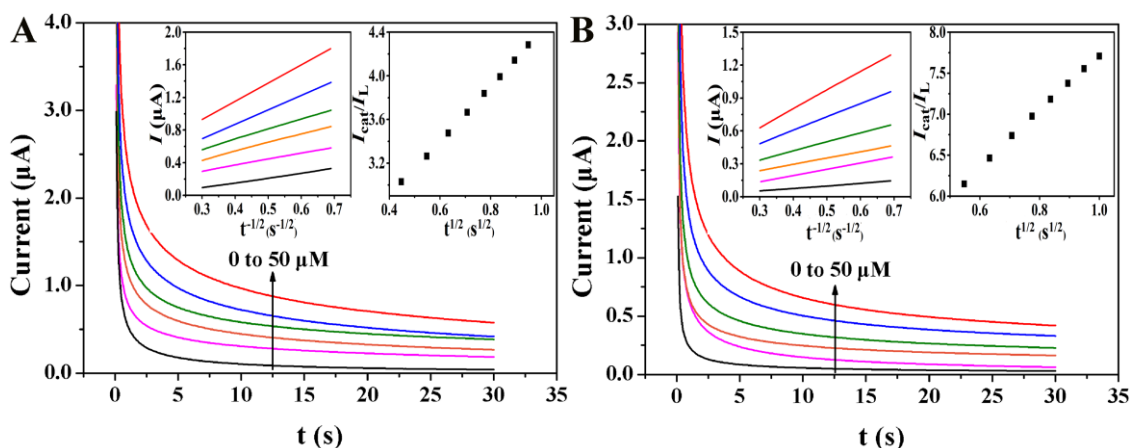 A
Current (µA)
4.0
3.0
2.0
1.0
0.0
0
5
10
15
20
25
30
35
t (s)
0 to 50 µM
I (µA)
2.0
1.6
1.2
0.8
0.4
0.0
0.2 0.3 0.4 0.5 0.6 0.7
t-1/2 (s-1/2)
Icat/IL
4.4
4.0
3.6
3.0
0.4 0.6 0.8 1.0
t1/2 (s1/2)
B
Current (µA)
3.0
2.5
2.0
1.5
1.0
0.5
0.0
0 5 10 15 20 25 30 35
t (s)
0 to 50 µM
I (µA)
1.5
1.2
0.9
0.6
0.3
0.0
0.2 0.3 0.4 0.5 0.6 0.7
t-1/2 (s-1/2)
Icat/IL
8.0
7.5
7.0
6.5
6.0
0.6 0.8 1.0
t1/2 (s1/2)